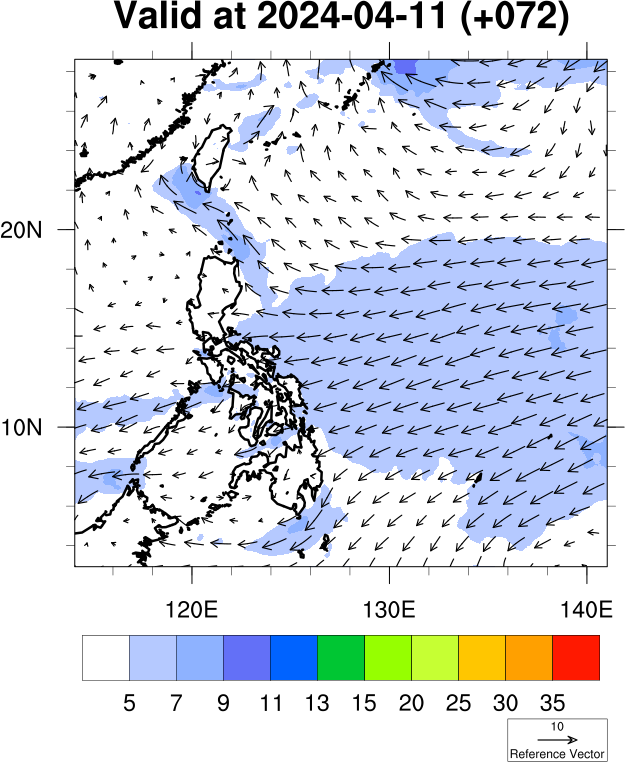 Valid at 2024-04-11 (+072)
20N
10N
120E 130E 140E
5 7 9 11 13 15 20 25 30 35
10
Reference Vector